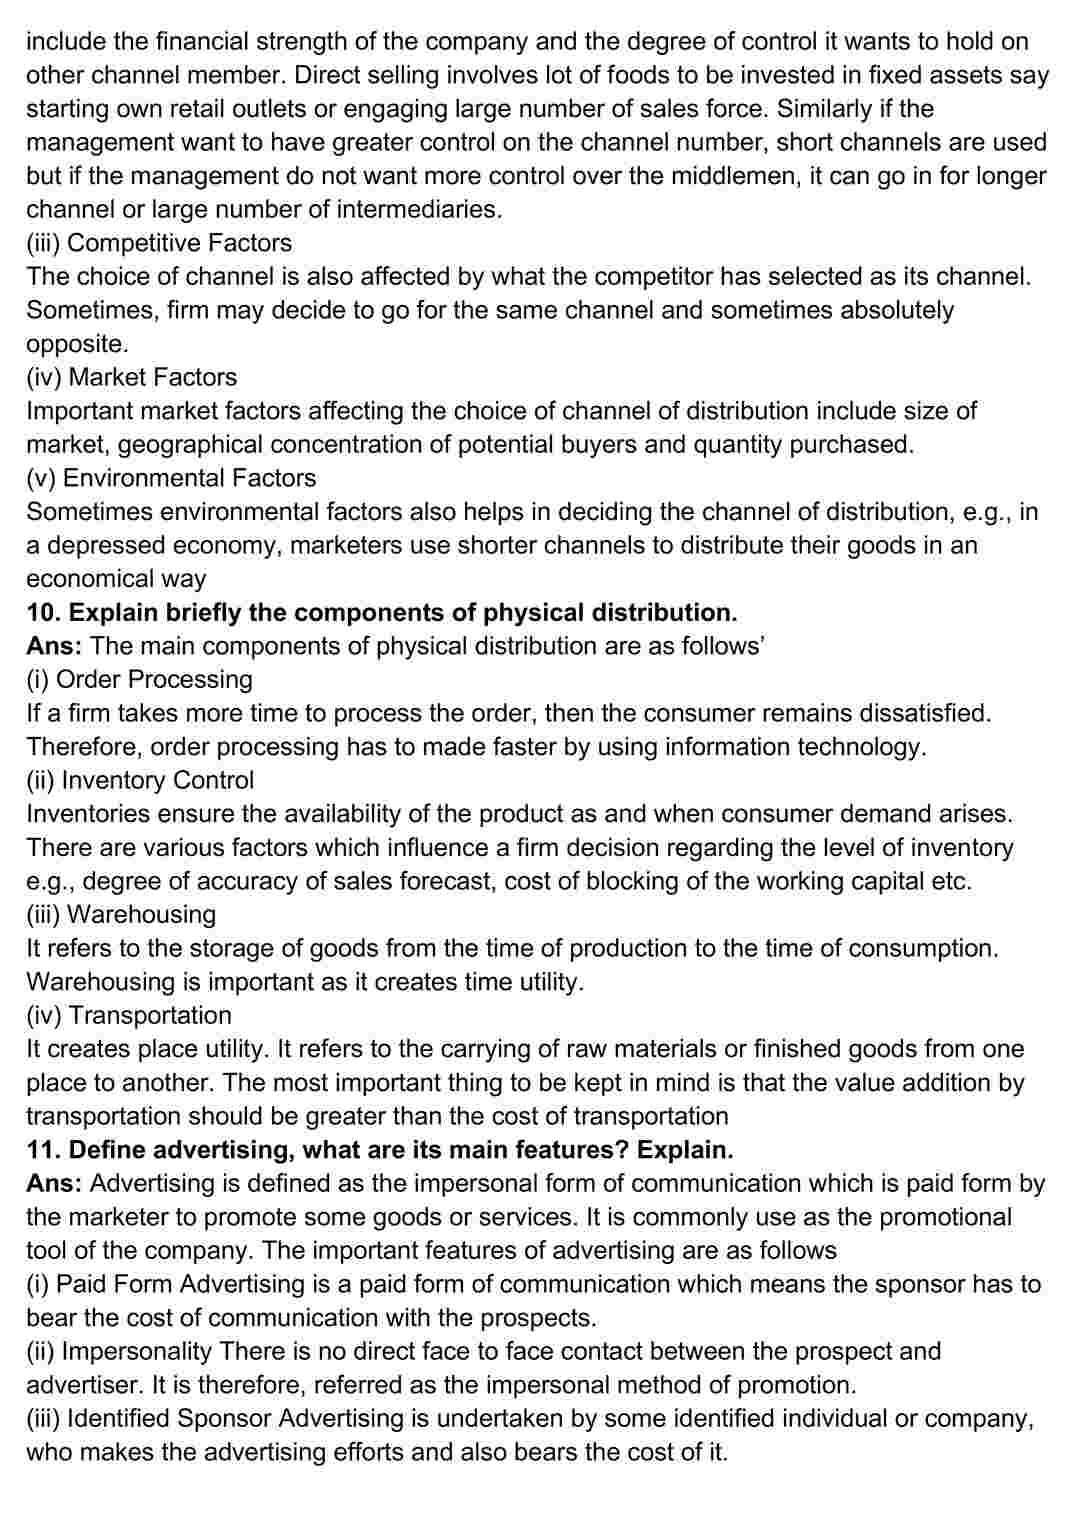 include the financial strength of the company and the degree of control it wants to hold on
other channel member. Direct selling involves lot of foods to be invested in fixed assets say
starting own retail outlets or engaging large number of sales force. Similarly if the
management want to have greater control on the channel number, short channels are used
but if the management do not want more control over the middlemen, it can go in for longer
channel or large number of intermediaries.
(iii) Competitive Factors
The choice of channel is also affected by what the competitor has selected as its channel.
Sometimes, firm may decide to go for the same channel and sometimes absolutely
opposite.
(iv) Market Factors
Important market factors affecting the choice of channel of distribution include size of
market, geographical concentration of potential buyers and quantity purchased.
(v) Environmental Factors
Sometimes environmental factors also helps in deciding the channel of distribution, e.g., in
a depressed economy, marketers use shorter channels to distribute their goods in an
economical way
10. Explain briefly the components of physical distribution.
Ans: The main components of physical distribution are as follows’
(i) Order Processing
If a firm takes more time to process the order, then the consumer remains dissatisfied.
Therefore, order processing has to made faster by using information technology.
(ii) Inventory Control
Inventories ensure the availability of the product as and when consumer demand arises.
There are various factors which influence a firm decision regarding the level of inventory
e.g., degree of accuracy of sales forecast, cost of blocking of the working capital etc.
(iii) Warehousing
It refers to the storage of goods from the time of production to the time of consumption.
Warehousing is important as it creates time utility.
(iv) Transportation
It creates place utility. It refers to the carrying of raw materials or finished goods from one
place to another. The most important thing to be kept in mind is that the value addition by
transportation should be greater than the cost of transportation
11. Define advertising, what are its main features? Explain.
Ans: Advertising is defined as the impersonal form of communication which is paid form by
the marketer to promote some goods or services. It is commonly use as the promotional
tool of the company. The important features of advertising are as follows
(i) Paid Form Advertising is a paid form of communication which means the sponsor has to
bear the cost of communication with the prospects.
(ii) Impersonality There is no direct face to face contact between the prospect and
advertiser. It is therefore, referred as the impersonal method of promotion.
(iii) Identified Sponsor Advertising is undertaken by some identified individual or company,
who makes the advertising efforts and also bears the cost of it.